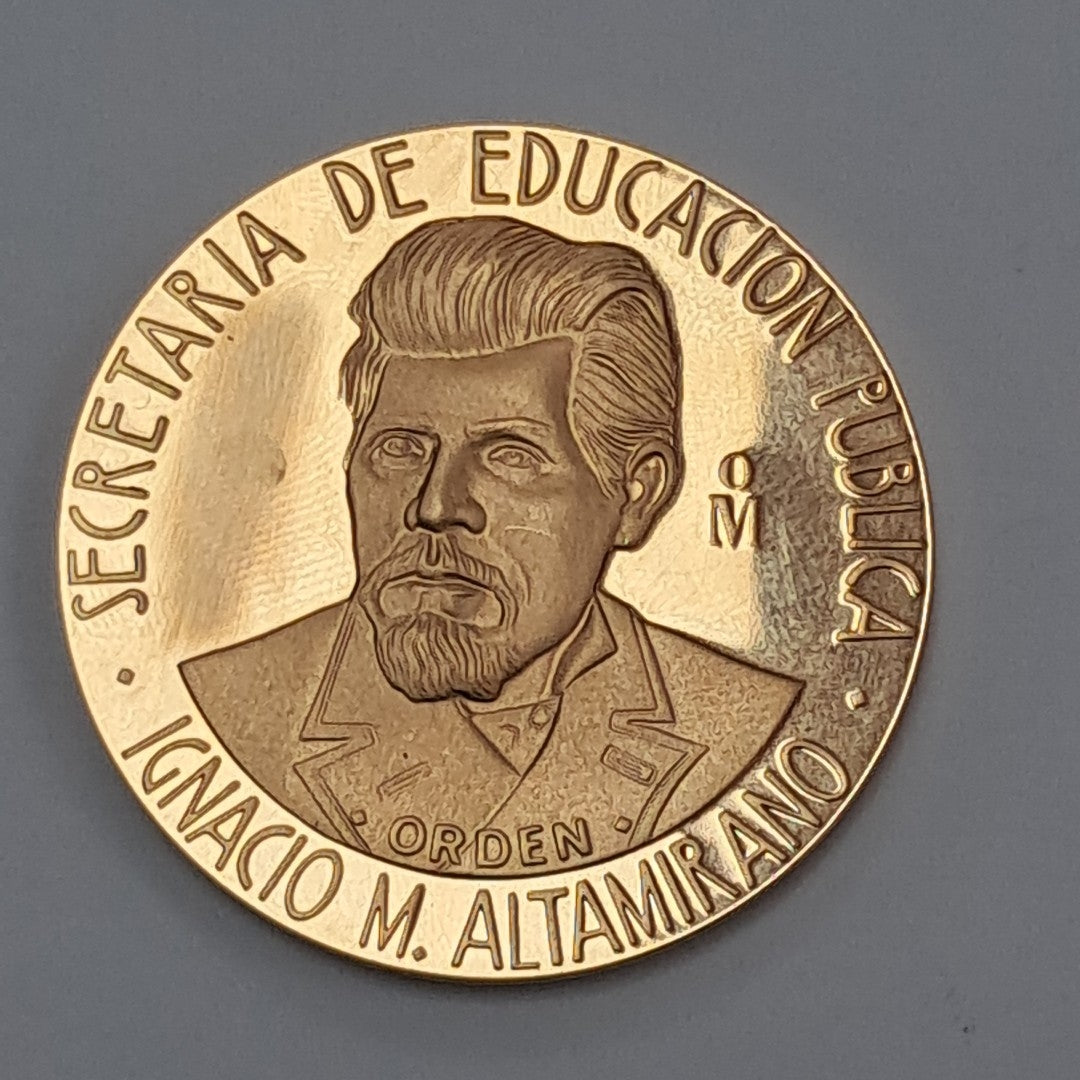 SECRETARIA DE EDUCACION PUBLICA
oM
· ORDEN ·
· IGNACIO M. ALTAMIRANO ·